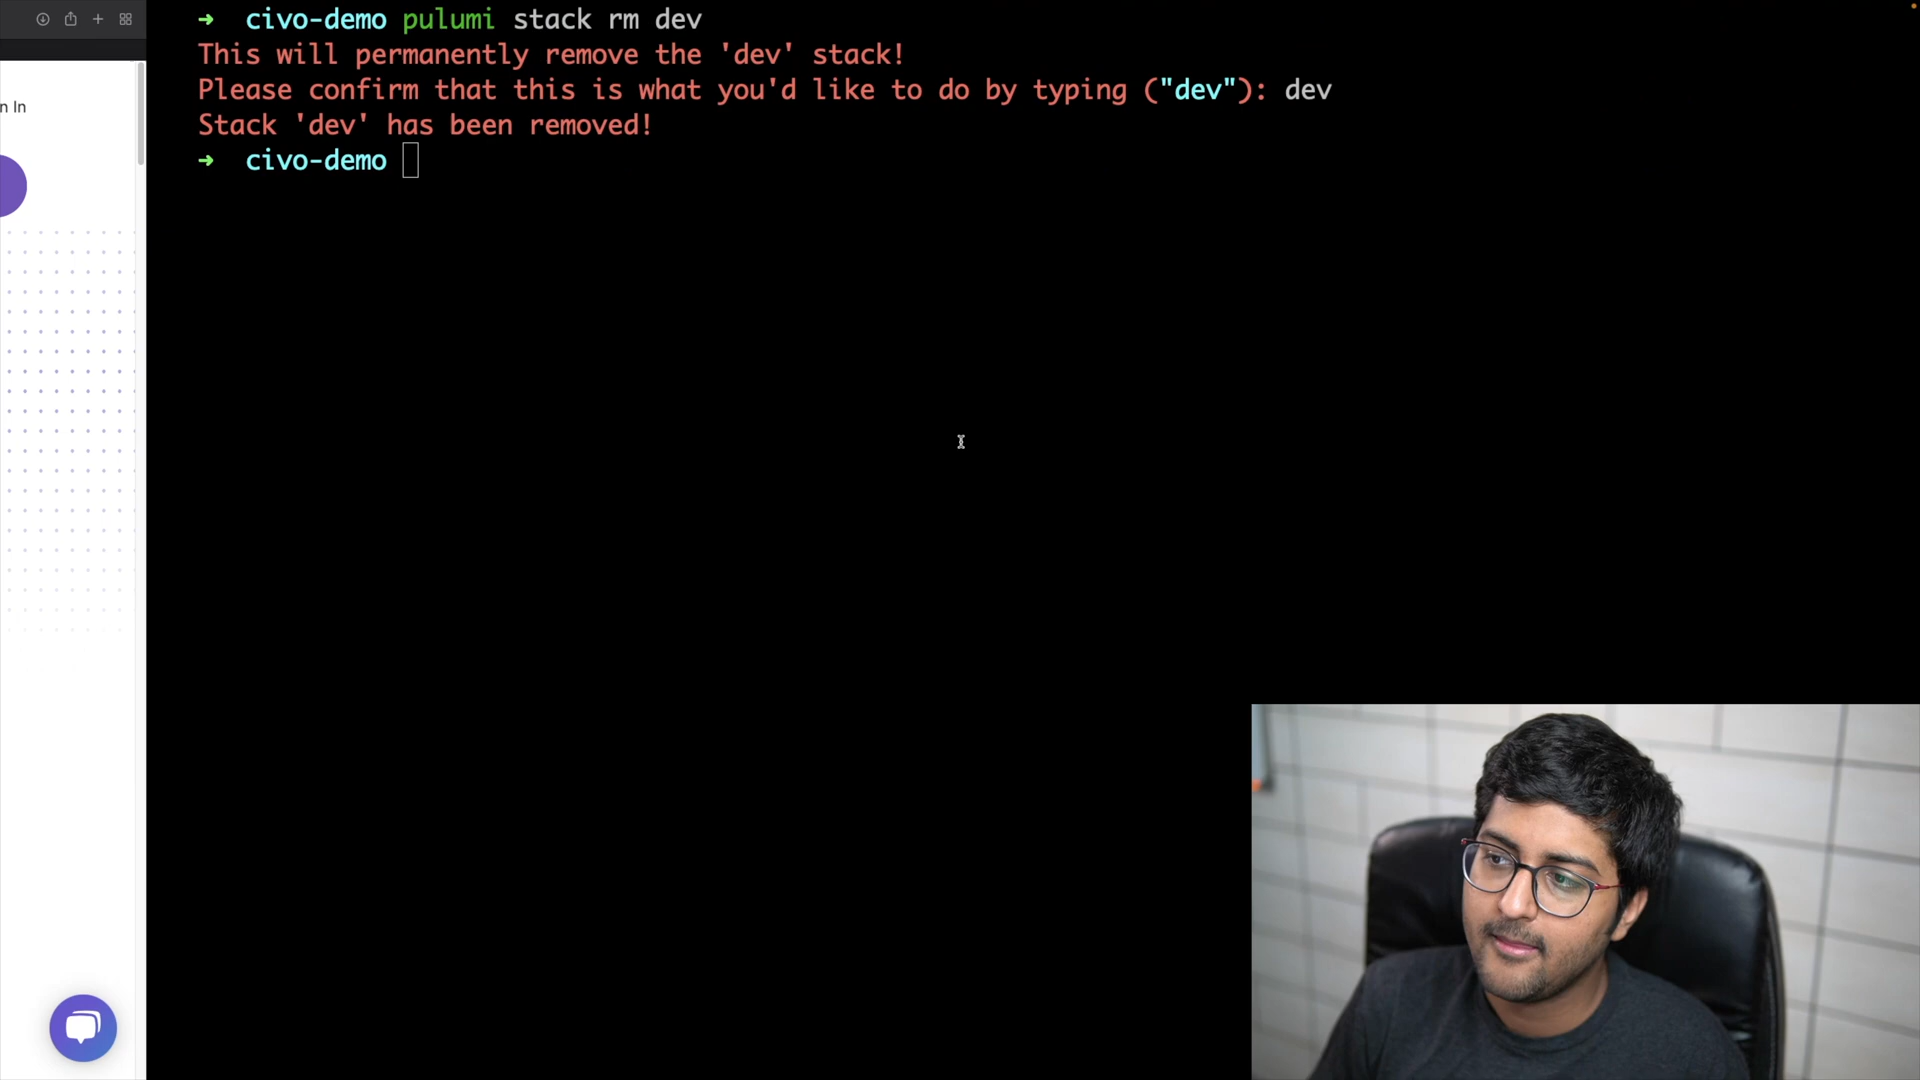 ➜ civo-demo pulumi stack rm dev
This will permanently remove the 'dev' stack!
Please confirm that this is what you'd like to do by typing ("dev"): dev
Stack 'dev' has been removed!
➜ civo-demo
n In